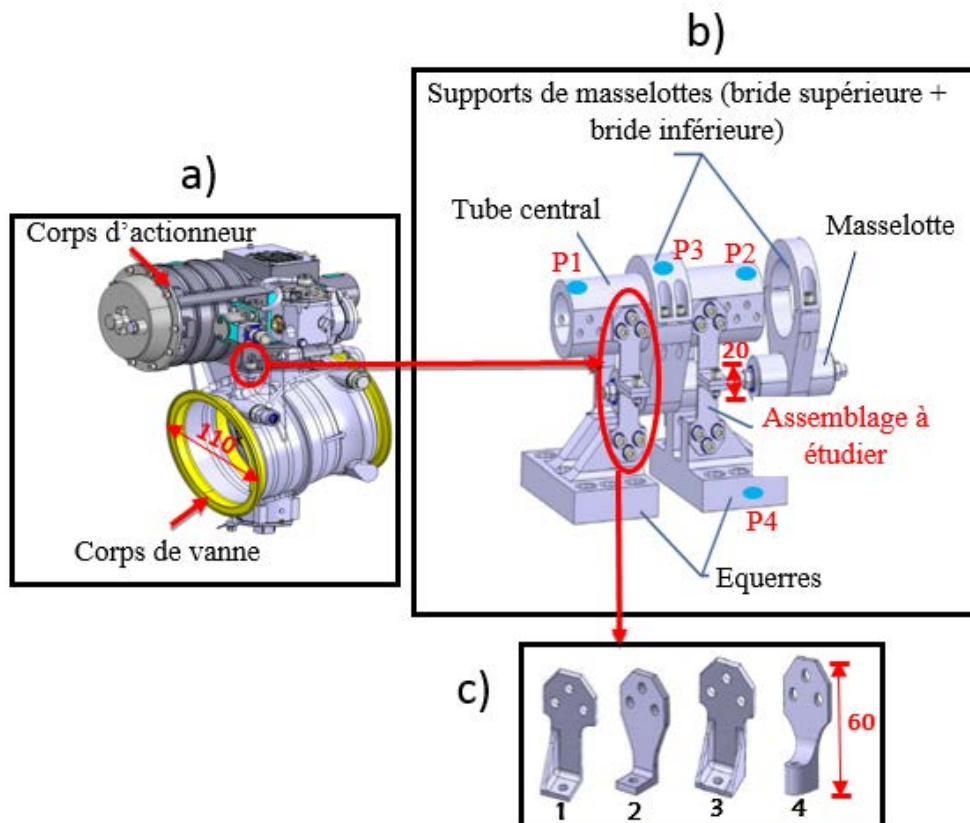 a)
Corps d'actionneur
110
Corps de vanne
b)
Supports de masselottes (bride supérieure +
bride inférieure)
Tube central
Masselotte
P1
P3
P2
20
Assemblage à
étudier
P4
Equerres
c)
60
1
2
3
4